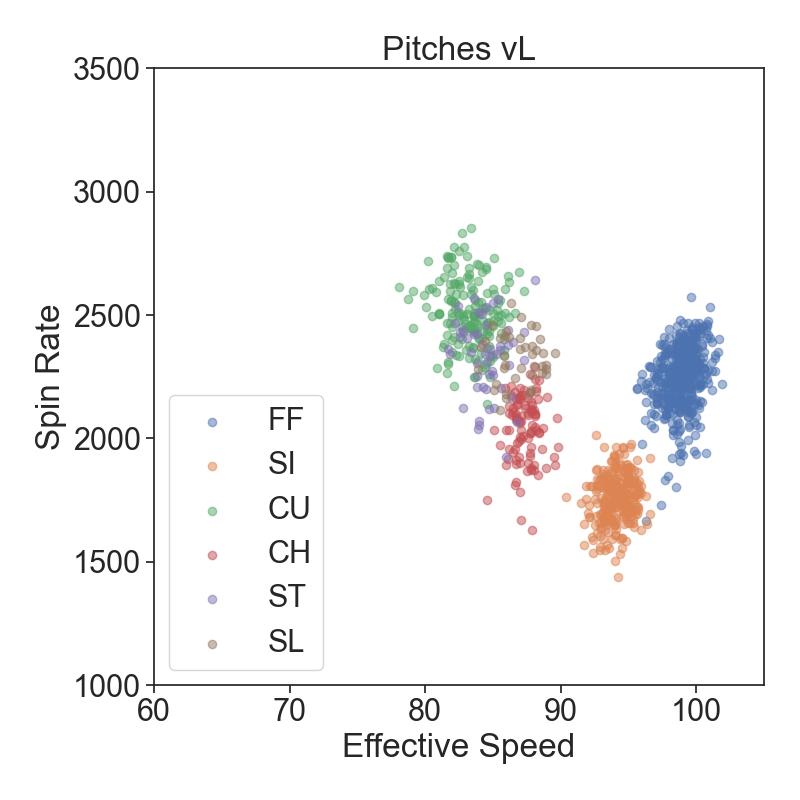 Pitches vL
3500
3000
2500
2000
1500
1000
Spin Rate
FF
SI
CU
CH
ST
SL
60 70 80 90 100
Effective Speed